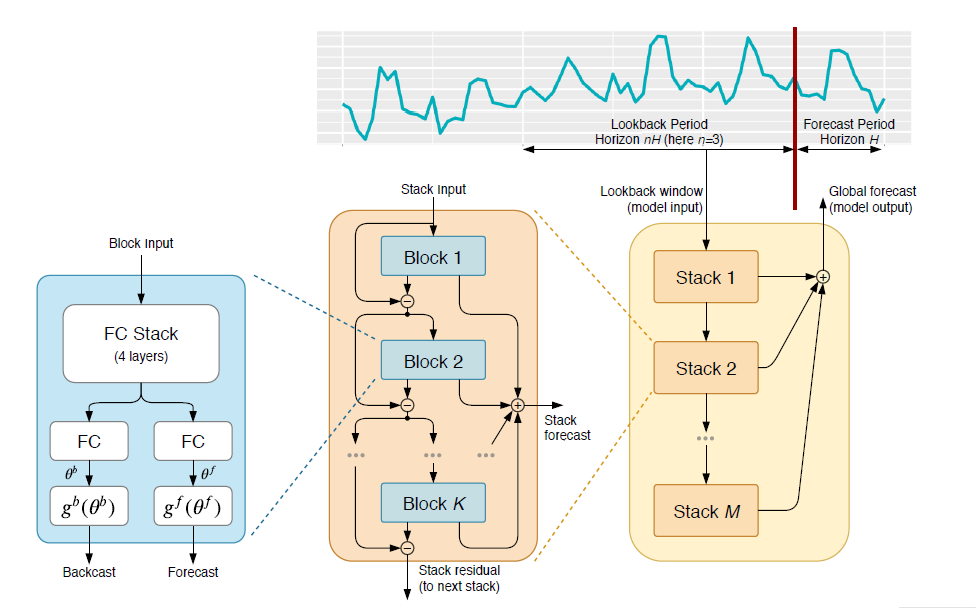 Lookback Period
Horizon nH (here n=3)
Forecast Period
Horizon H
Lookback window
(model input)
Global forecast
(model output)
Stack Input
Block Input
FC Stack
(4 layers)
FC
FC
θᵇ
θᶠ
gᵇ(θᵇ)
gᶠ(θᶠ)
Backcast
Forecast
Block 1
−
Block 2
−
+
Stack
forecast
...
...
...
Block K
−
Stack residual
(to next stack)
Stack 1
+
Stack 2
...
Stack M